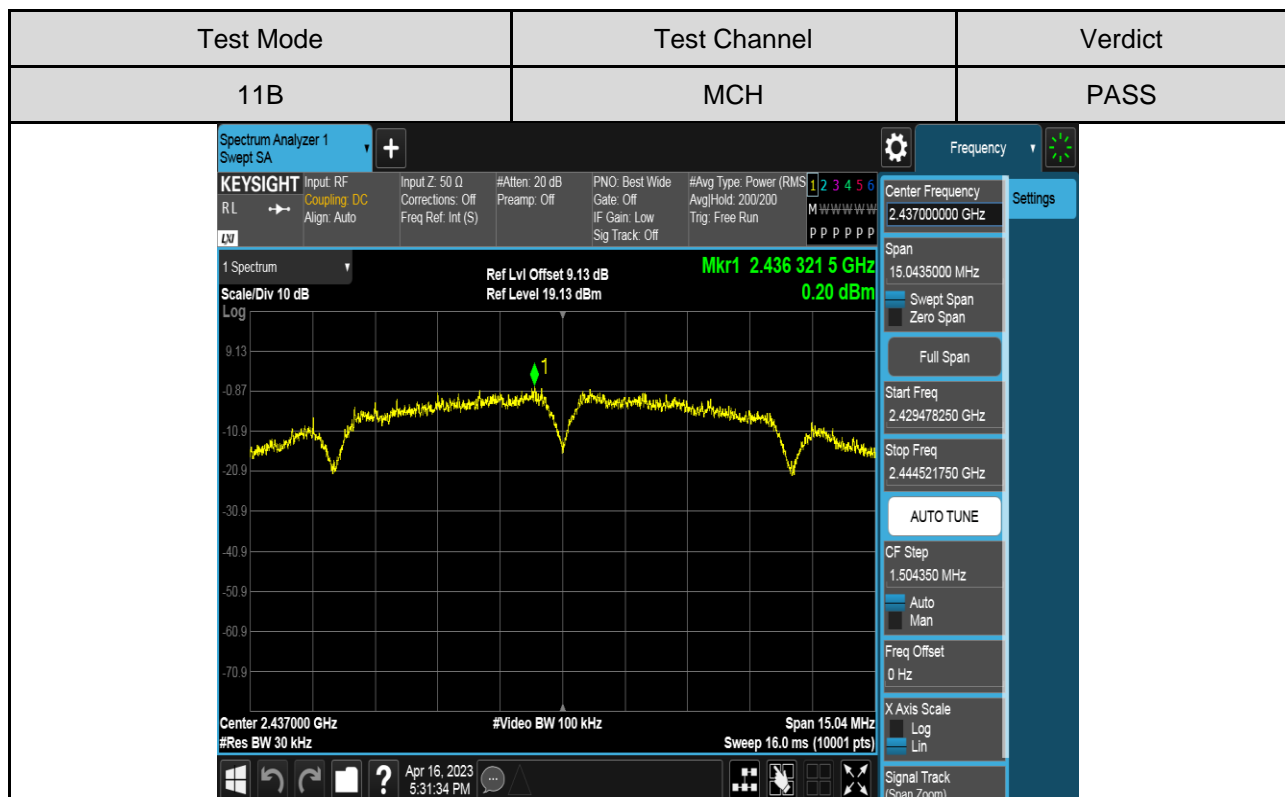 Test Mode Test Channel Verdict
11B MCH PASS
Spectrum Analyzer 1
Swept SA
Frequency
KEYSIGHT Input: RF Input Z: 50 Ω #Atten: 20 dB PNO: Best Wide #Avg Type: Power (RMS 1 2 3 4 5 6
RL Coupling: DC Corrections: Off Preamp: Off Gate: Off Avg|Hold: 200/200
Align: Auto Freq Ref: Int (S) IF Gain: Low Trig: Free Run M W W W W W
LXI Sig Track: Off P P P P P P
1 Spectrum
Ref Lvl Offset 9.13 dB
Mkr1 2.436 321 5 GHz
Scale/Div 10 dB Ref Level 19.13 dBm 0.20 dBm
Log
9.13
1
-0.87
-10.9
-20.9
-30.9
-40.9
-50.9
-60.9
-70.9
Center 2.437000 GHz #Video BW 100 kHz Span 15.04 MHz
#Res BW 30 kHz Sweep 16.0 ms (10001 pts)
Center Frequency
2.437000000 GHz
Settings
Span
15.0435000 MHz
Swept Span
Zero Span
Full Span
Start Freq
2.429478250 GHz
Stop Freq
2.444521750 GHz
AUTO TUNE
CF Step
1.504350 MHz
Auto
Man
Freq Offset
0 Hz
X Axis Scale
Log
Lin
Signal Track
(Span Zoom)
? Apr 16, 2023
5:31:34 PM